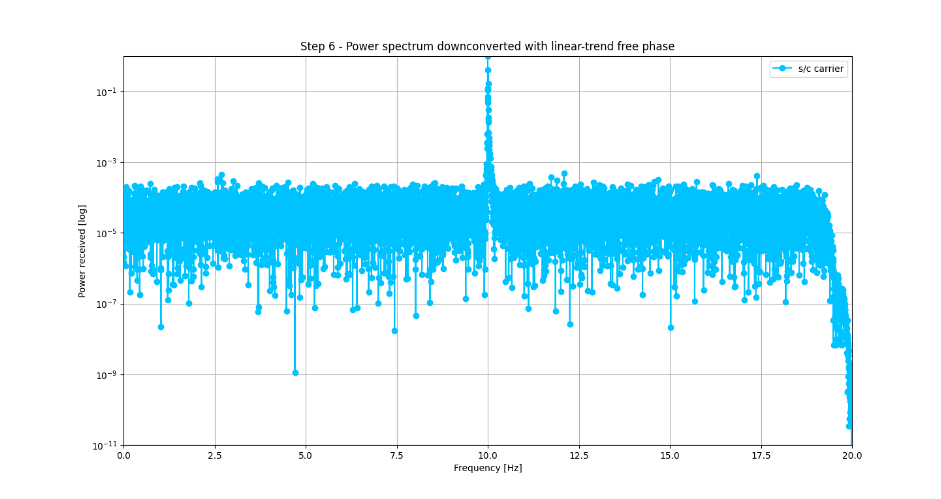 Step 6 - Power spectrum downconverted with linear-trend free phase
s/c carrier
Power received [log]
10⁻¹
10⁻³
10⁻⁵
10⁻⁷
10⁻⁹
10⁻¹¹
0.0 2.5 5.0 7.5 10.0 12.5 15.0 17.5 20.0
Frequency [Hz]